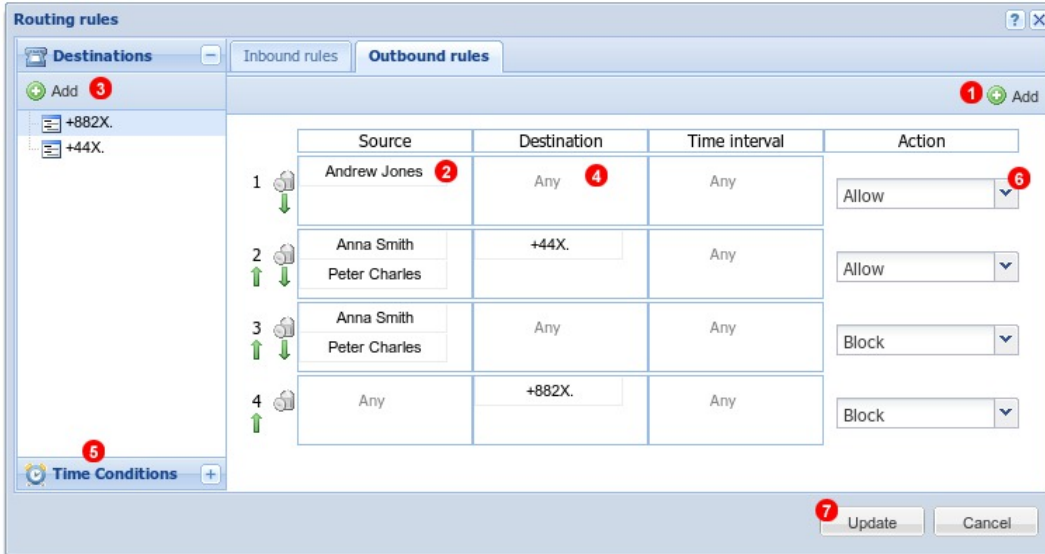 Routing rules ?
Destinations
Inbound rules Outbound rules
Add 3
1 Add
+882X.
+44X.
Source Destination Time interval Action
1 Andrew Jones 2 Any 4 Any Allow 6
2 Anna Smith +44X. Any Allow
Peter Charles
3 Anna Smith Any Any Block
Peter Charles
4 Any +882X. Any Block
5
Time Conditions
7 Update Cancel